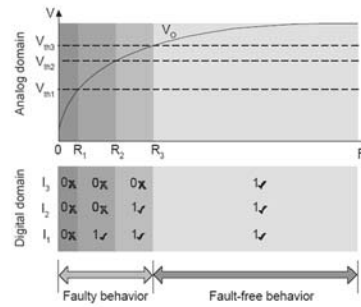 V
Analog domain
V_th3
V_th2
V_th1
V_O
0 R_1 R_2 R_3
Digital domain
I_3 0✗ 0✗ 0✗ 1✓
I_2 0✗ 0✗ 1✓ 1✓
I_1 0✗ 1✓ 1✓ 1✓
Faulty behavior Fault-free behavior